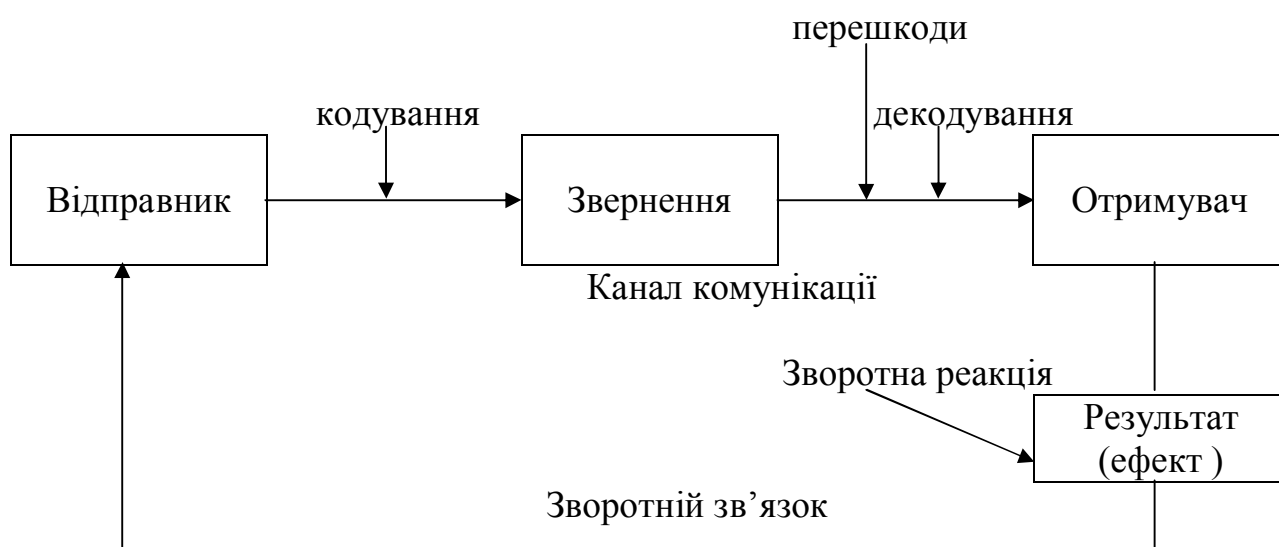 перешкоди
кодування
декодування
Відправник
Звернення
Отримувач
Канал комунікації
Зворотна реакція
Результат
(ефект )
Зворотній зв’язок